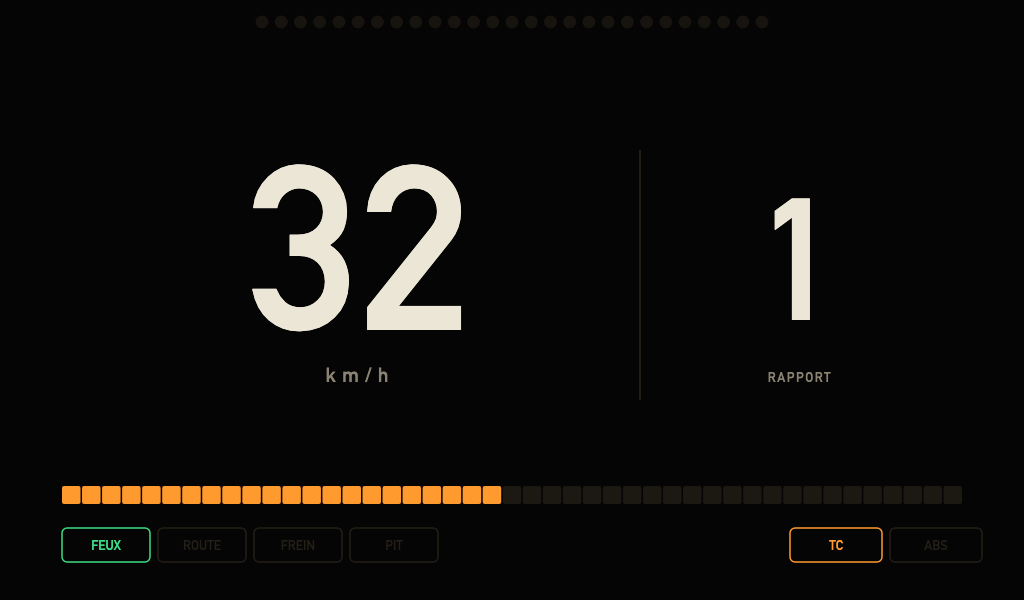 32
1
km/h
RAPPORT
FEUX
ROUTE
FREIN
PIT
TC
ABS